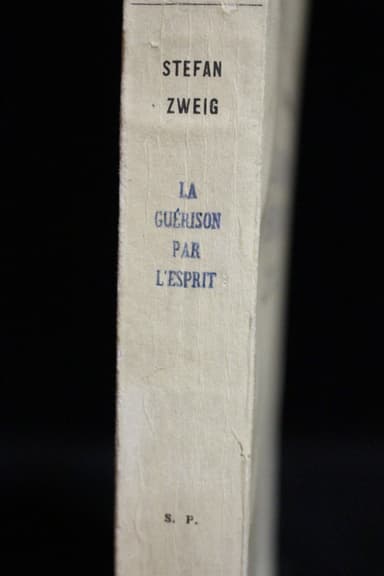 STEFAN
ZWEIG
LA
GUÉRISON
PAR
L'ESPRIT
S. P.